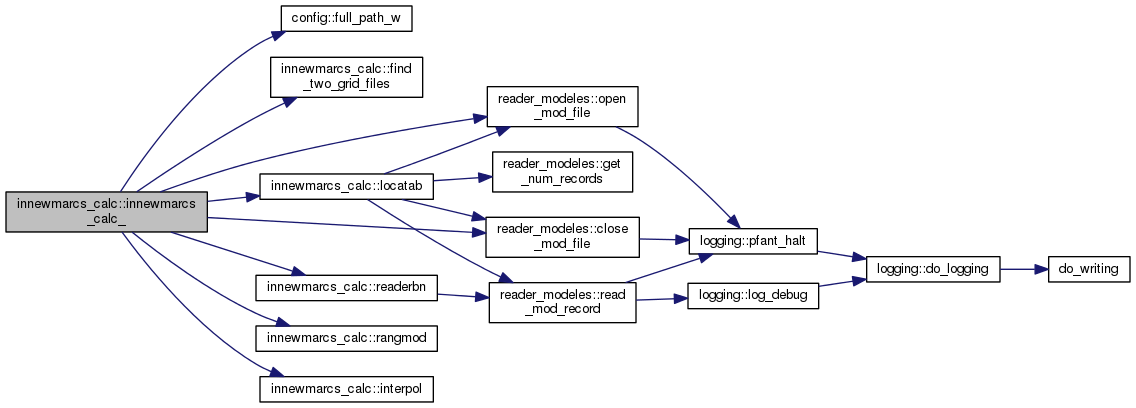 config::full_path_w
innewmarcs_calc::find
_two_grid_files
reader_modeles::open
_mod_file
reader_modeles::get
_num_records
innewmarcs_calc::innewmarcs
_calc_
innewmarcs_calc::locatab
reader_modeles::close
_mod_file
logging::pfant_halt
logging::do_logging
do_writing
innewmarcs_calc::readerbn
reader_modeles::read
_mod_record
logging::log_debug
innewmarcs_calc::rangmod
innewmarcs_calc::interpol